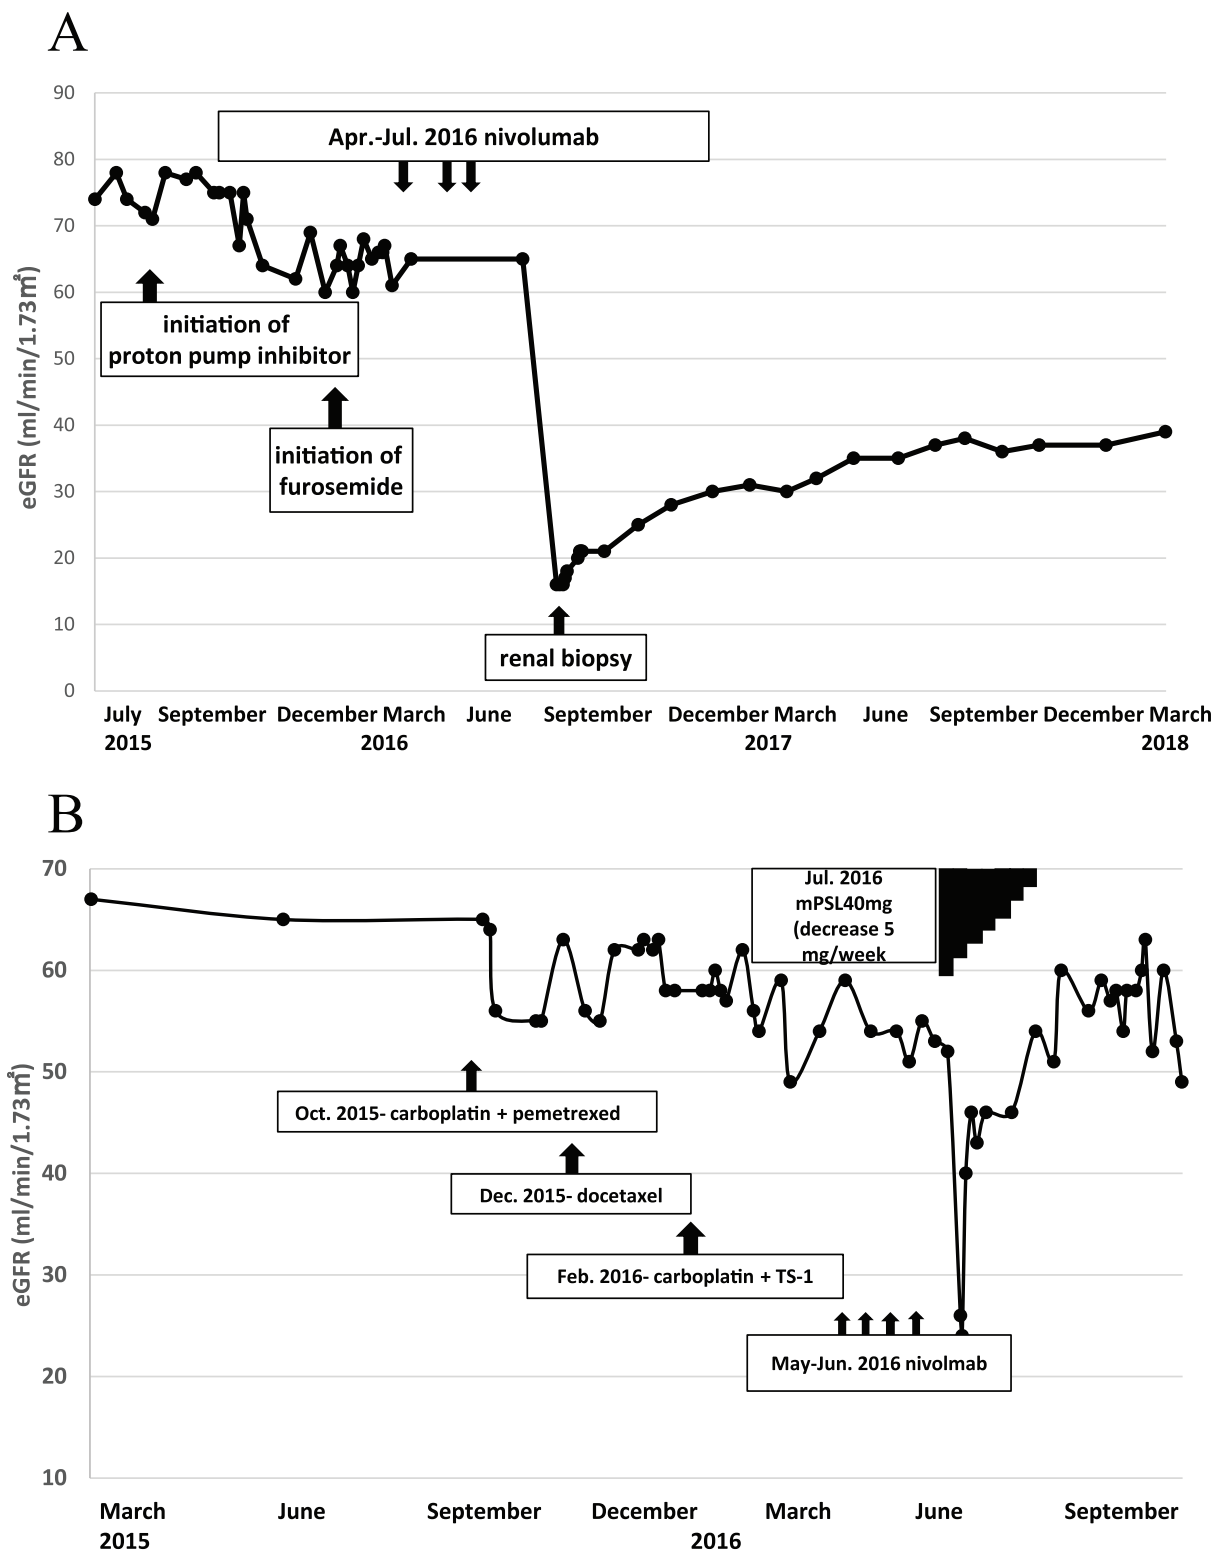 A
90
80
70
60
50
40
30
20
10
0
eGFR (ml/min/1.73㎡)
Apr.-Jul. 2016 nivolumab
initiation of
proton pump inhibitor
initiation of
furosemide
renal biopsy
July September December March June September December March June September December March
2015 2016 2017 2018
B
70
60
50
40
30
20
10
eGFR (ml/min/1.73㎡)
Jul. 2016
mPSL40mg
(decrease 5
mg/week
Oct. 2015- carboplatin + pemetrexed
Dec. 2015- docetaxel
Feb. 2016- carboplatin + TS-1
May-Jun. 2016 nivolmab
March June September December March June September
2015 2016